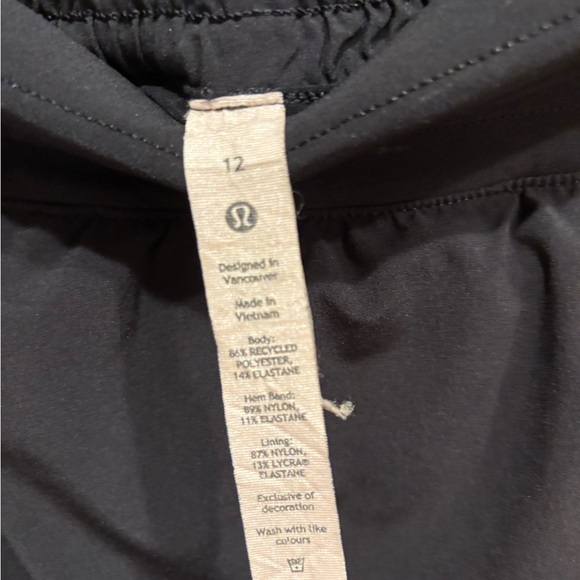 12
Designed in
Vancouver
Made in
Vietnam
Body:
86% RECYCLED
POLYESTER,
14% ELASTANE
Hem Band:
89% NYLON,
11% ELASTANE
Lining:
87% NYLON,
13% LYCRA®
ELASTANE
Exclusive of
decoration
Wash with like
colours